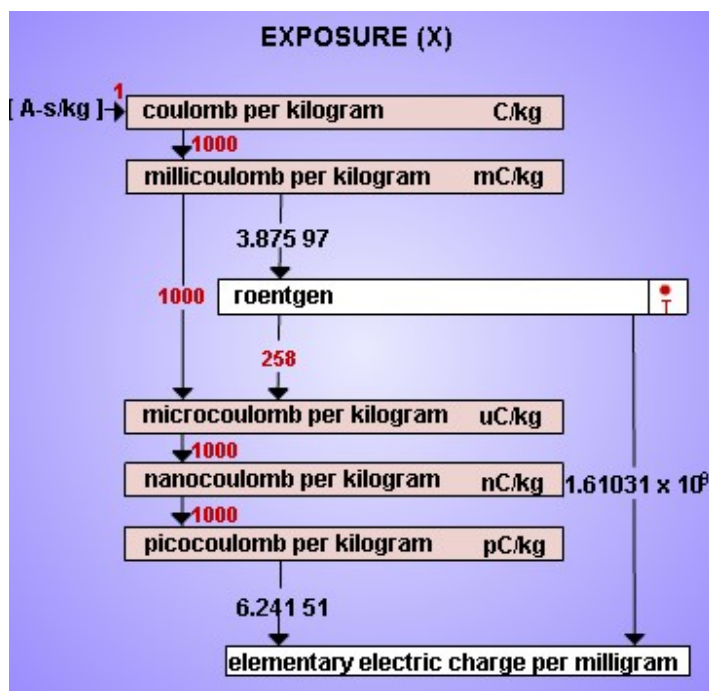 EXPOSURE (X)
1
[ A-s/kg ]
coulomb per kilogram C/kg
1000
millicoulomb per kilogram mC/kg
3.875 97
1000
roentgen
T
258
microcoulomb per kilogram uC/kg
1000
nanocoulomb per kilogram nC/kg
1.61031 x 10⁹
1000
picocoulomb per kilogram pC/kg
6.241 51
elementary electric charge per milligram